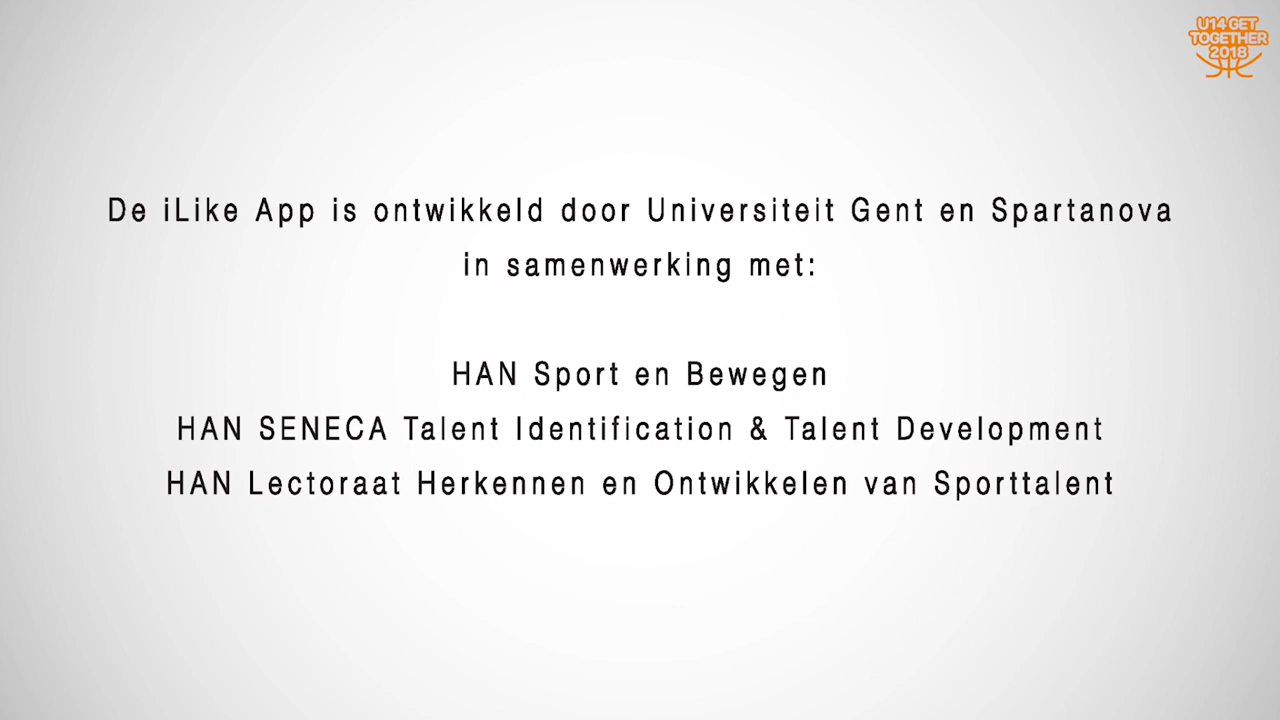 U14 GET
TOGETHER
2018
De iLike App is ontwikkeld door Universiteit Gent en Spartanova
in samenwerking met:
HAN Sport en Bewegen
HAN SENECA Talent Identification & Talent Development
HAN Lectoraat Herkennen en Ontwikkelen van Sporttalent